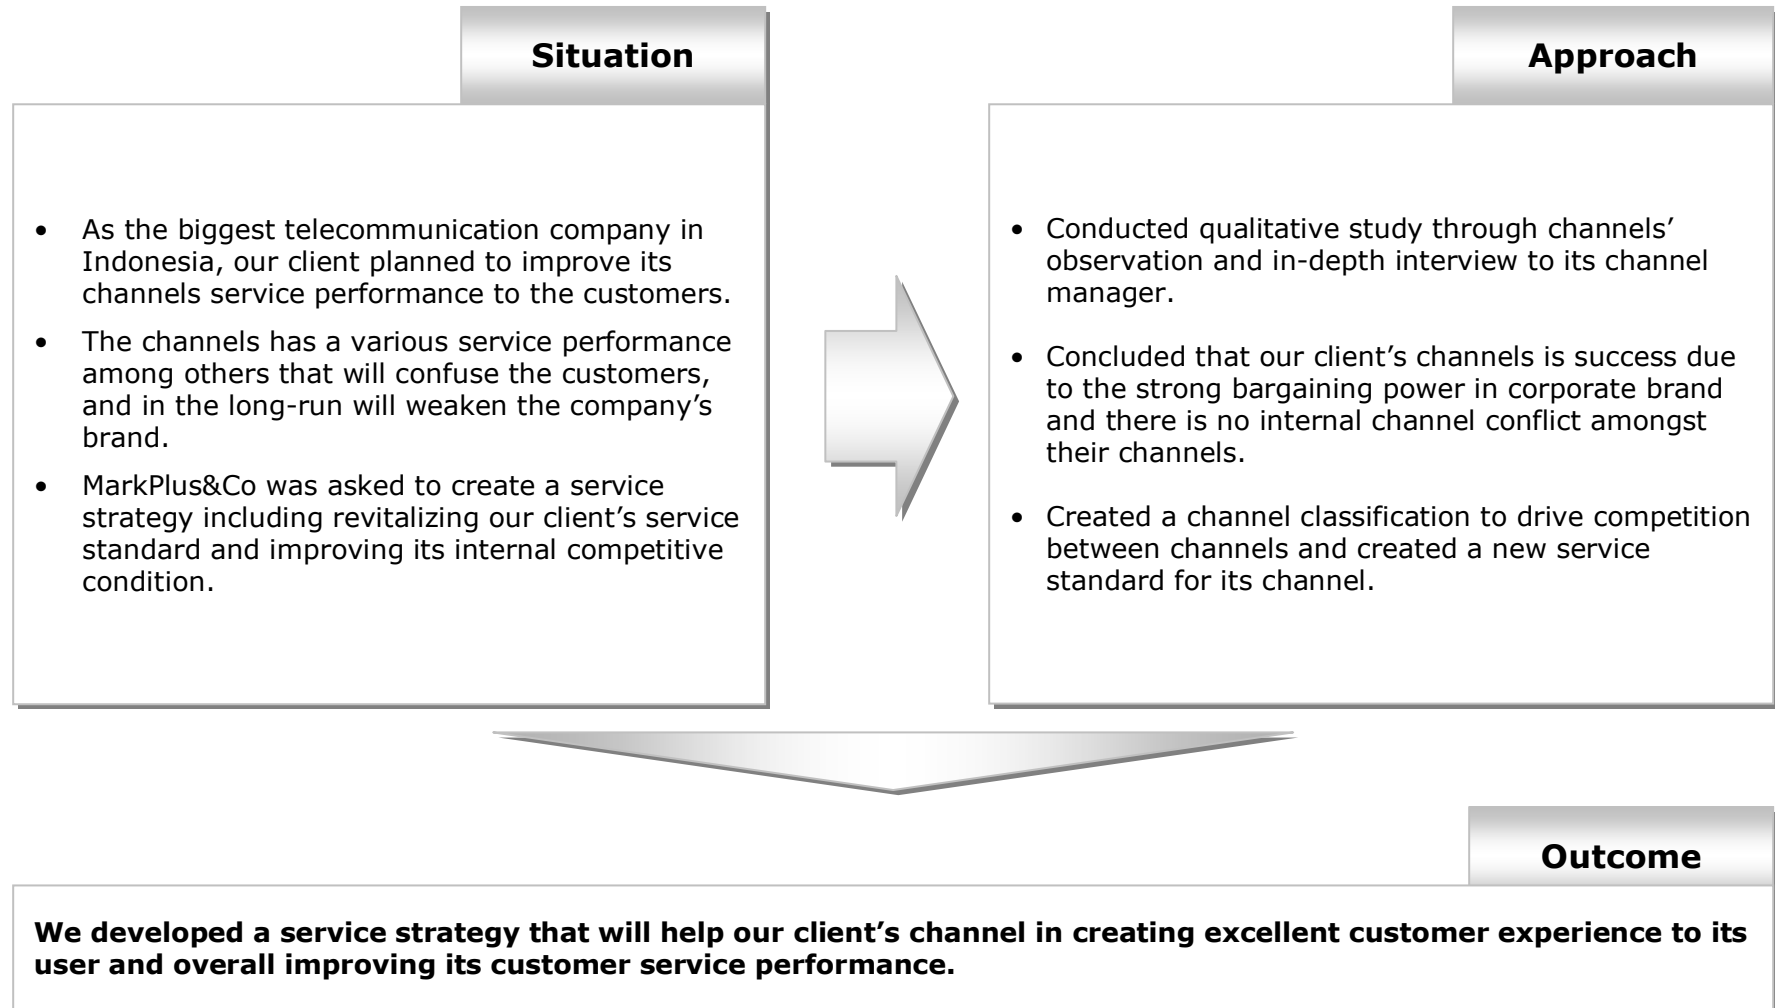 Situation
• As the biggest telecommunication company in
Indonesia, our client planned to improve its
channels service performance to the customers.
• The channels has a various service performance
among others that will confuse the customers,
and in the long-run will weaken the company’s
brand.
• MarkPlus&Co was asked to create a service
strategy including revitalizing our client’s service
standard and improving its internal competitive
condition.
Approach
• Conducted qualitative study through channels’
observation and in-depth interview to its channel
manager.
• Concluded that our client’s channels is success due
to the strong bargaining power in corporate brand
and there is no internal channel conflict amongst
their channels.
• Created a channel classification to drive competition
between channels and created a new service
standard for its channel.
Outcome
We developed a service strategy that will help our client’s channel in creating excellent customer experience to its
user and overall improving its customer service performance.